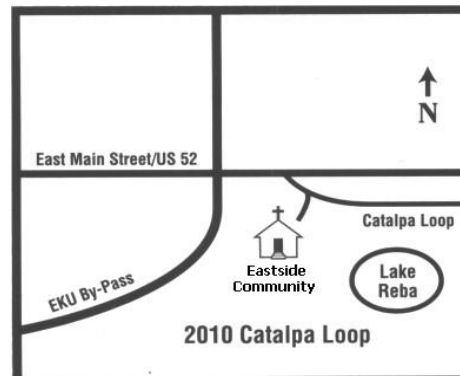 N
East Main Street/US 52
Catalpa Loop
EKU By-Pass
Eastside
Community
Lake
Reba
2010 Catalpa Loop